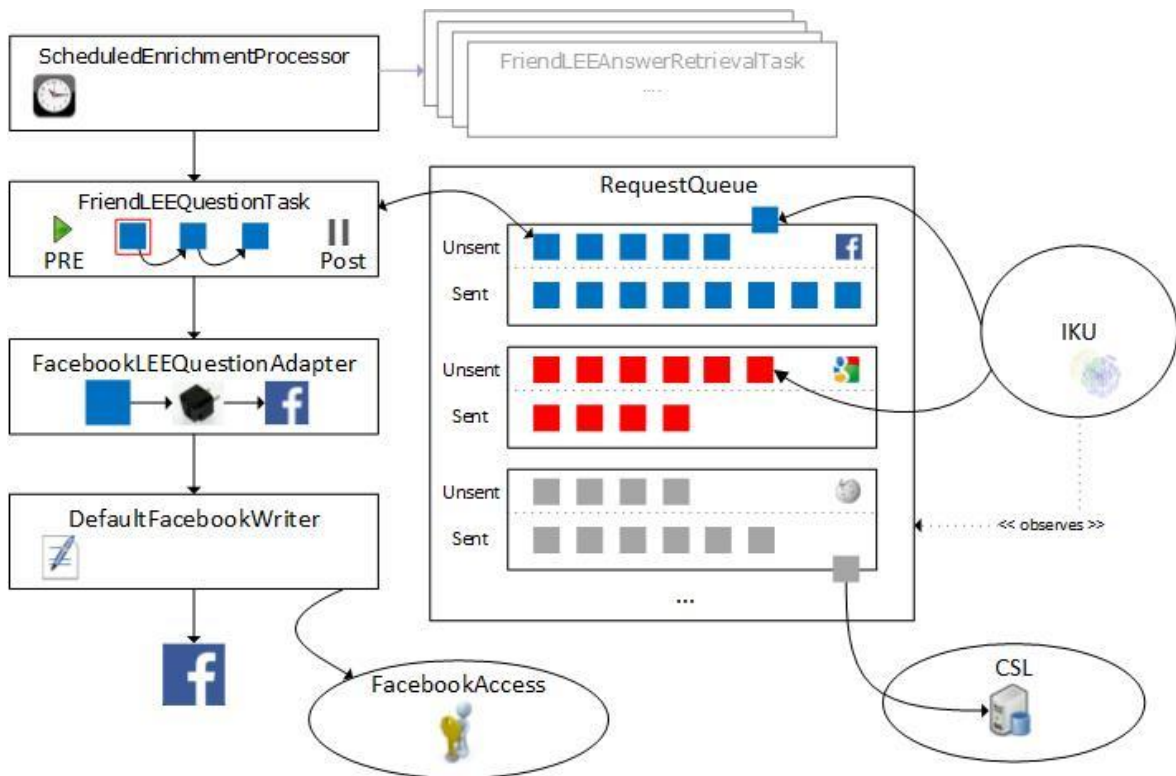 ScheduledEnrichmentProcessor
FriendLEEAnswerRetrievalTask
....
FriendLEEQuestionTask
PRE
Post
RequestQueue
Unsent
Sent
Unsent
Sent
Unsent
Sent
...
IKU
<< observes >>
FacebookLEEQuestionAdapter
DefaultFacebookWriter
FacebookAccess
CSL